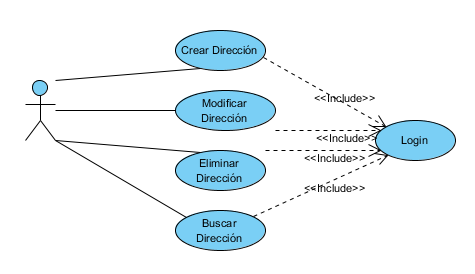 Crear Dirección
<<Include>>
Modificar
Dirección
<<Include>>
Login
Eliminar
Dirección
<<Include>>
<<Include>>
Buscar
Dirección